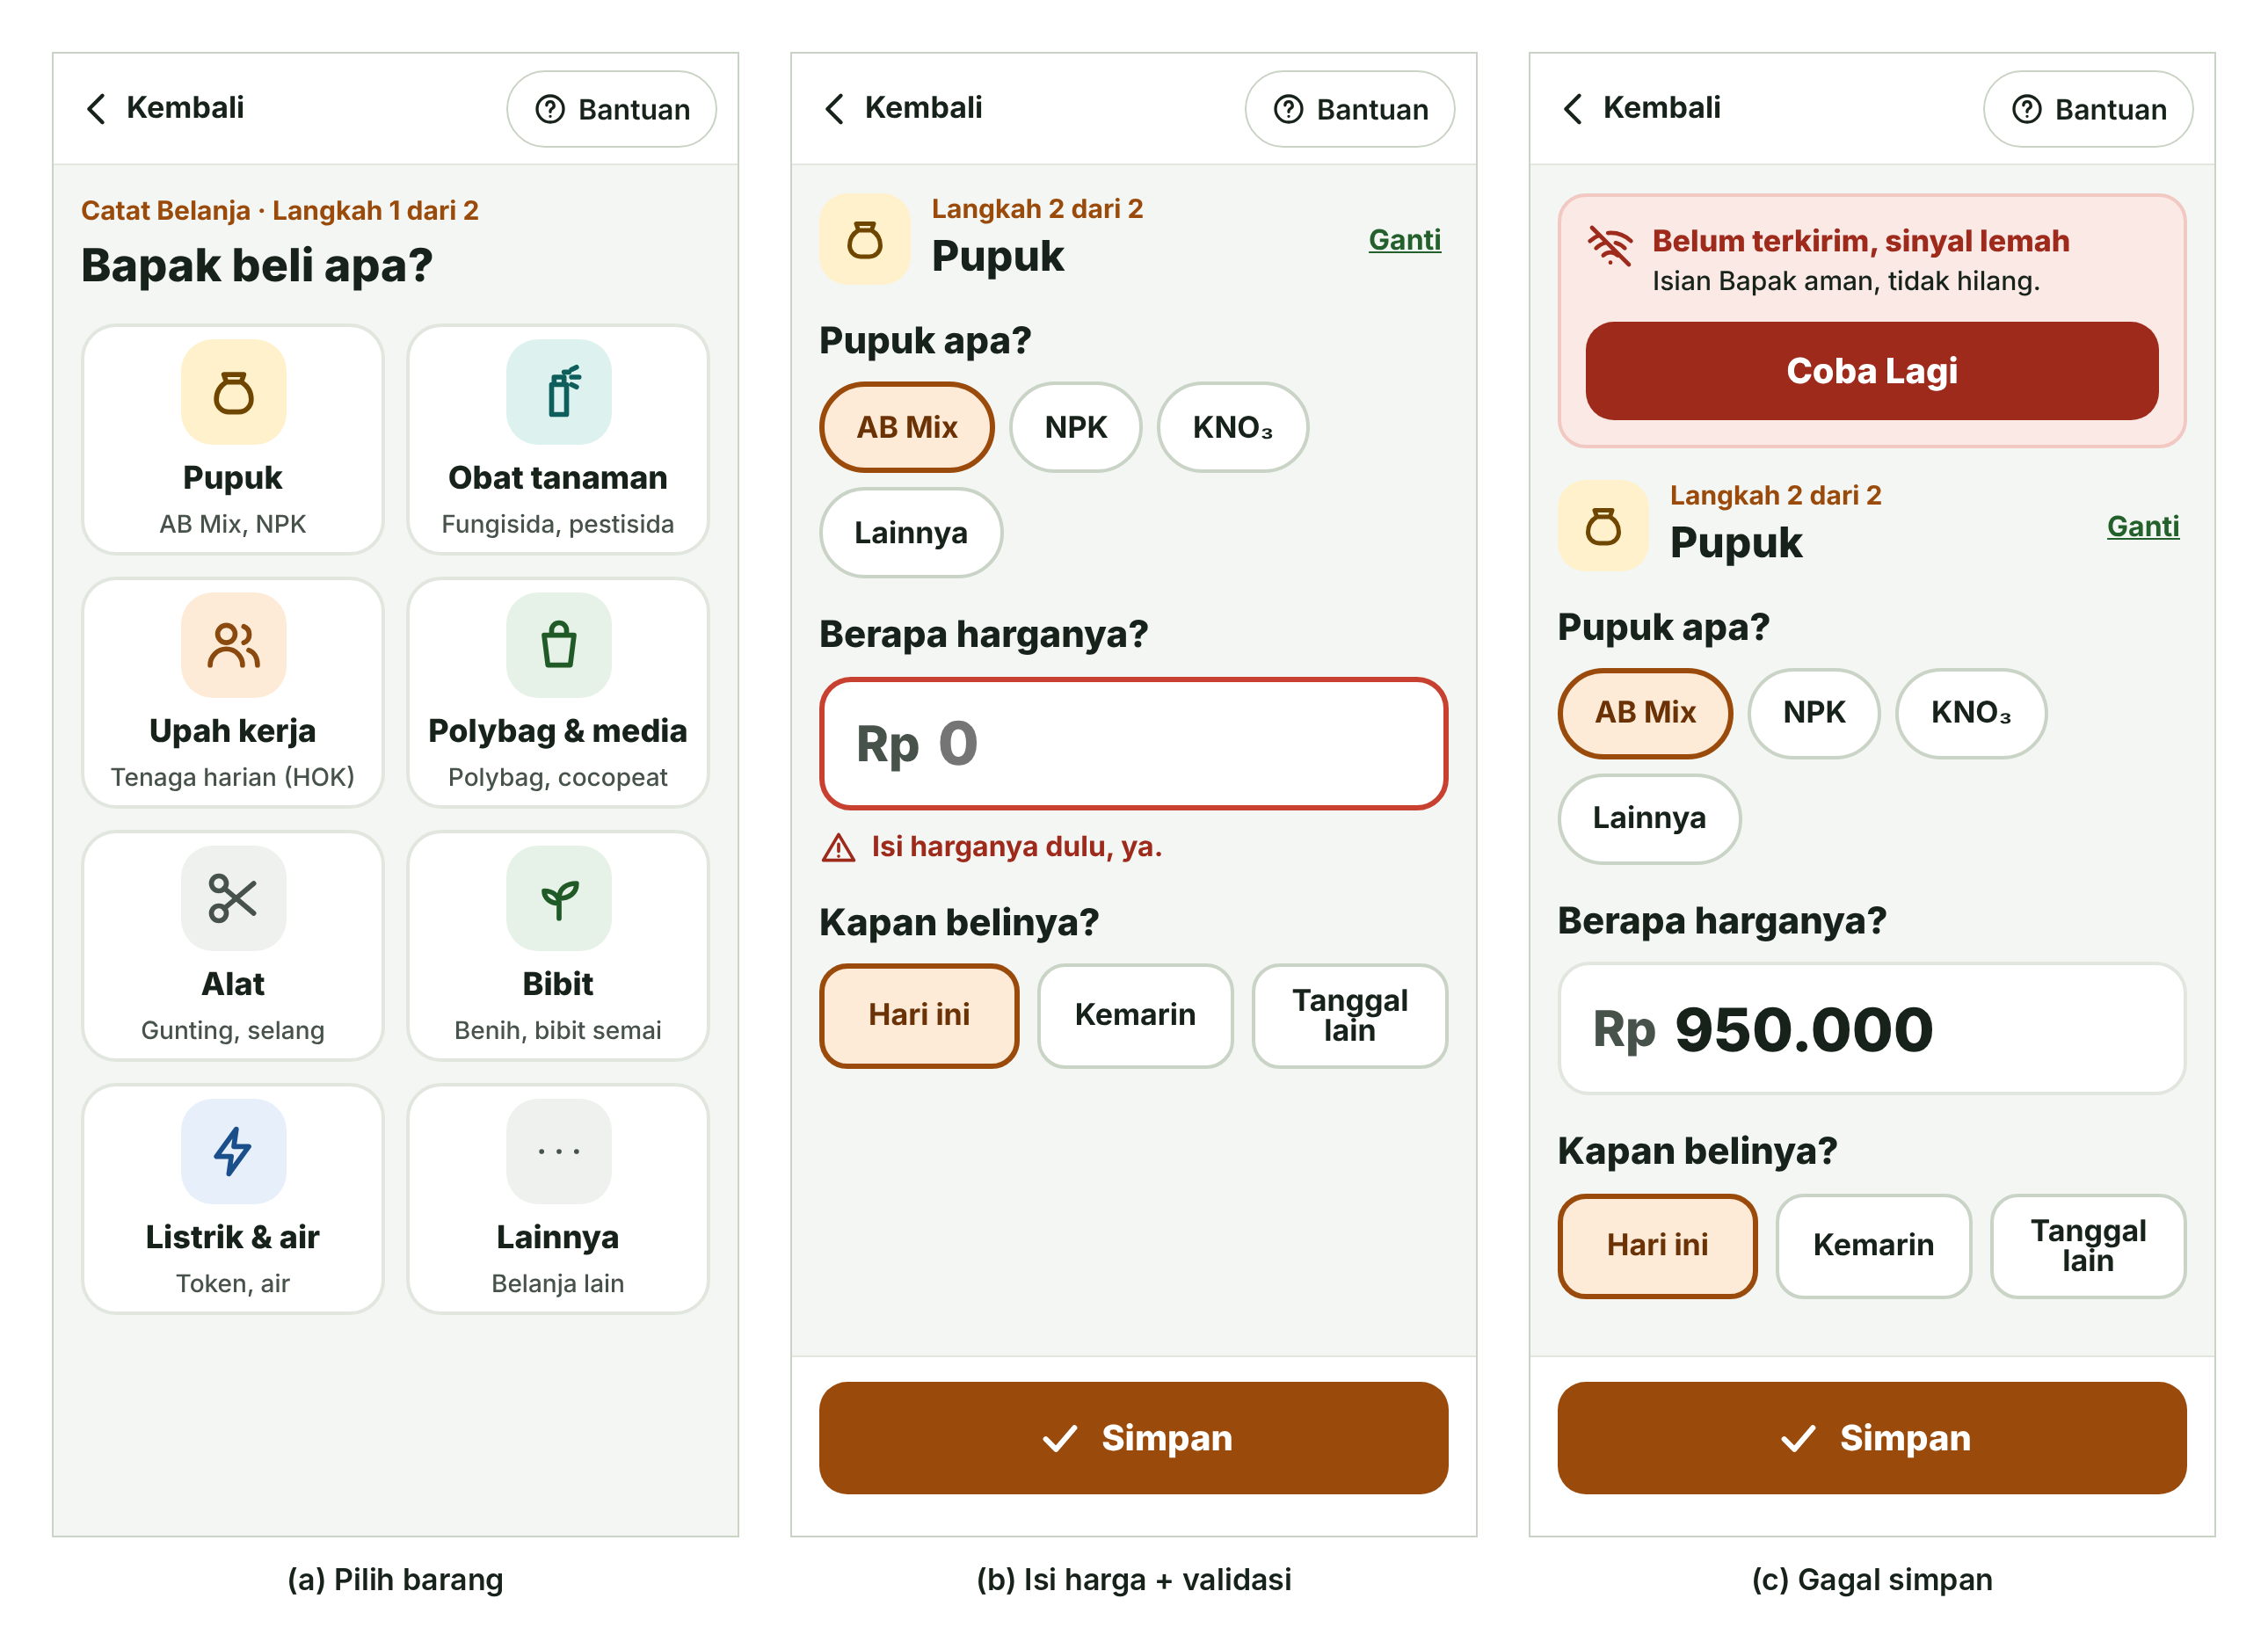 Kembali
Bantuan
Catat Belanja · Langkah 1 dari 2
Bapak beli apa?
Pupuk
AB Mix, NPK
Obat tanaman
Fungisida, pestisida
Upah kerja
Tenaga harian (HOK)
Polybag & media
Polybag, cocopeat
Alat
Gunting, selang
Bibit
Benih, bibit semai
Listrik & air
Token, air
Lainnya
Belanja lain
(a) Pilih barang
Kembali
Bantuan
Langkah 2 dari 2
Pupuk
Ganti
Pupuk apa?
AB Mix
NPK
KNO₃
Lainnya
Berapa harganya?
Rp 0
Isi harganya dulu, ya.
Kapan belinya?
Hari ini
Kemarin
Tanggal
lain
Simpan
(b) Isi harga + validasi
Kembali
Bantuan
Belum terkirim, sinyal lemah
Isian Bapak aman, tidak hilang.
Coba Lagi
Langkah 2 dari 2
Pupuk
Ganti
Pupuk apa?
AB Mix
NPK
KNO₃
Lainnya
Berapa harganya?
Rp 950.000
Kapan belinya?
Hari ini
Kemarin
Tanggal
lain
Simpan
(c) Gagal simpan